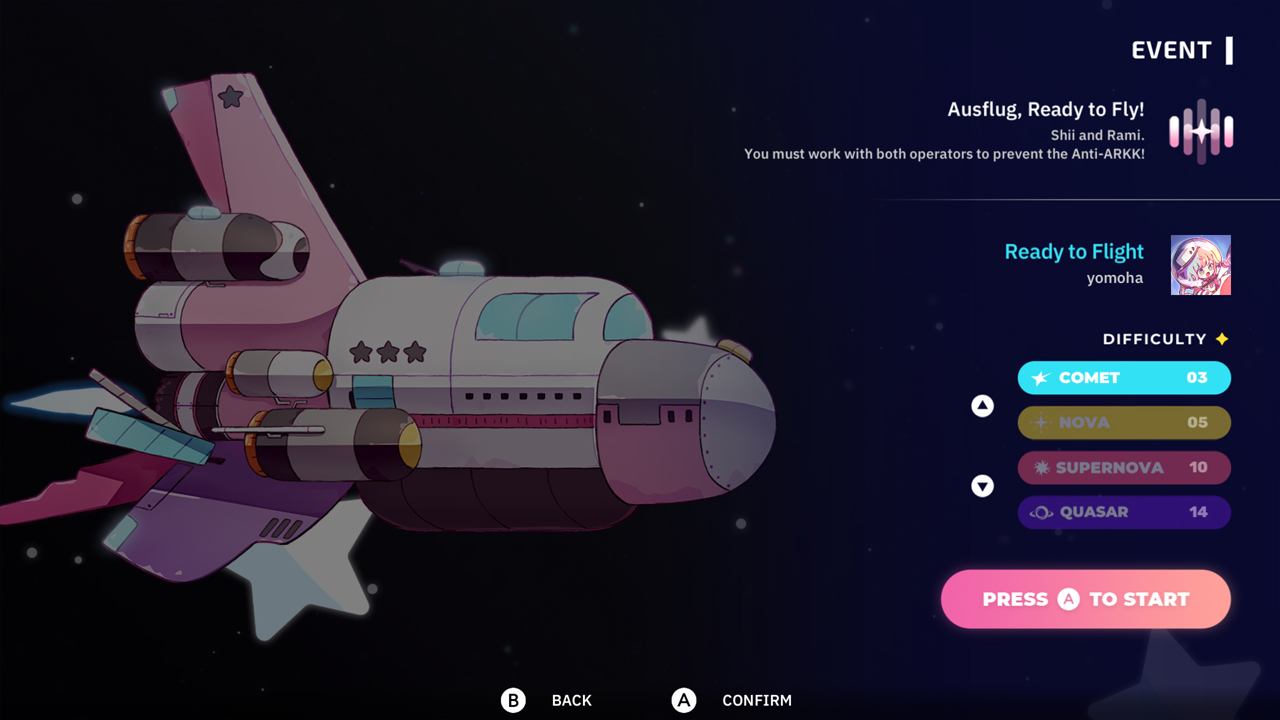 EVENT
Ausflug, Ready to Fly!
Shii and Rami.
You must work with both operators to prevent the Anti-ARKK!
Ready to Flight
yomoha
DIFFICULTY
COMET 03
NOVA 05
SUPERNOVA 10
QUASAR 14
PRESS A TO START
B BACK A CONFIRM